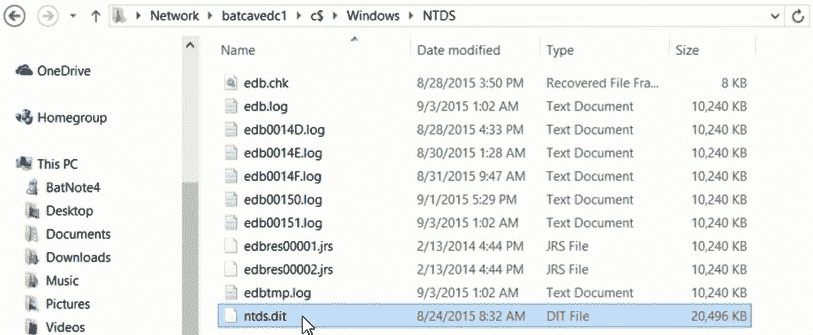 Network batcavedc1 c$ Windows NTDS
Name Date modified Type Size
OneDrive
Homegroup
This PC
BatNote4
Desktop
Documents
Downloads
Music
Pictures
Videos
edb.chk 8/28/2015 3:50 PM Recovered File Fra... 8 KB
edb.log 9/3/2015 1:02 AM Text Document 10,240 KB
edb0014D.log 8/28/2015 4:33 PM Text Document 10,240 KB
edb0014E.log 8/30/2015 1:28 AM Text Document 10,240 KB
edb0014F.log 8/31/2015 9:47 AM Text Document 10,240 KB
edb00150.log 9/1/2015 5:29 PM Text Document 10,240 KB
edb00151.log 9/3/2015 1:02 AM Text Document 10,240 KB
edbres00001.jrs 2/13/2014 4:44 PM JRS File 10,240 KB
edbres00002.jrs 2/13/2014 4:44 PM JRS File 10,240 KB
edbtmp.log 9/3/2015 1:02 AM Text Document 10,240 KB
ntds.dit 8/24/2015 8:32 AM DIT File 20,496 KB